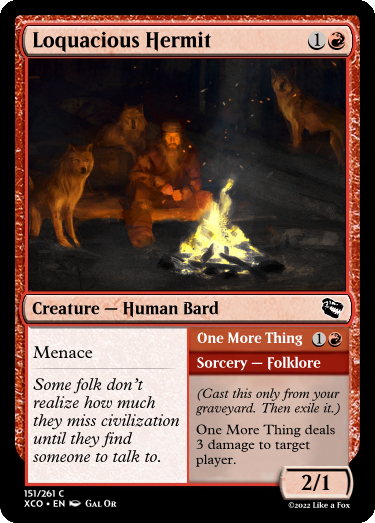 Loquacious Hermit 1
Creature — Human Bard
Menace
Some folk don't
realize how much
they miss civilization
until they find
someone to talk to.
One More Thing 1
Sorcery — Folklore
(Cast this only from your
graveyard. Then exile it.)
One More Thing deals
3 damage to target
player.
2/1
151/261 C
XCO • EN Gal Or
©2022 Like a Fox